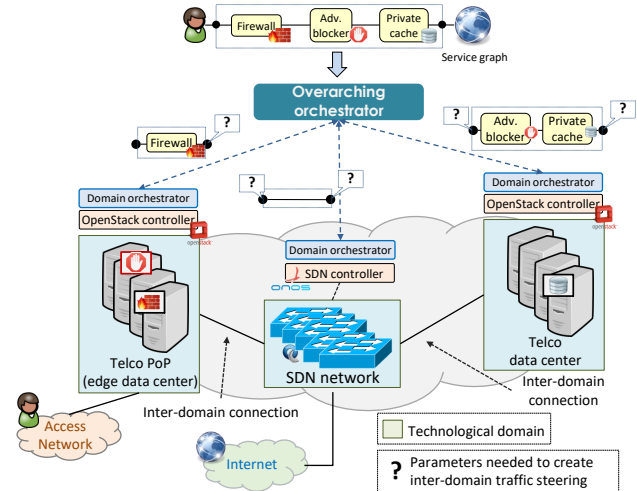 Firewall
Adv.
blocker
Private
cache
Service graph
Overarching
orchestrator
?
Firewall
?
?
Adv.
blocker
Private
cache
?
?
Domain orchestrator
OpenStack controller
openstack
Domain orchestrator
SDN controller
onos
Domain orchestrator
OpenStack controller
openstack
Telco PoP
(edge data center)
SDN network
Telco
data center
Inter-domain connection
Inter-domain
connection
Access
Network
Internet
Technological domain
? Parameters needed to create
inter-domain traffic steering